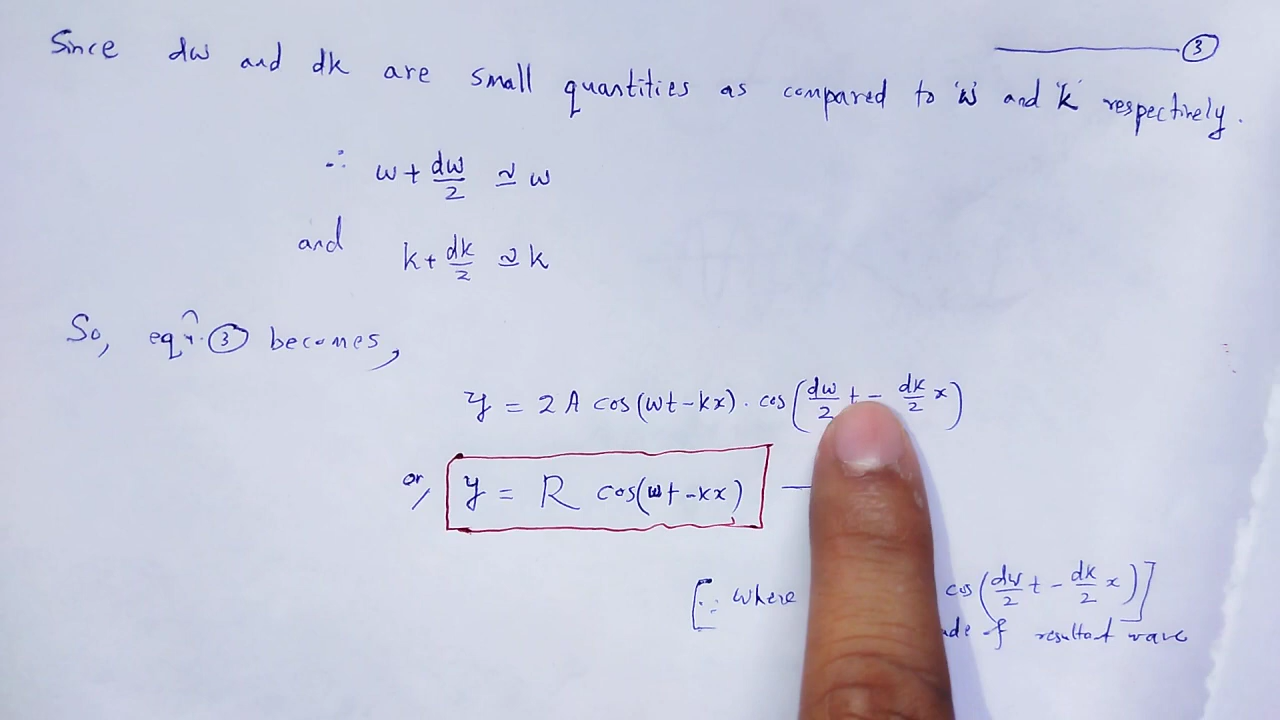 ③
Since dω and dk are small quantities as compared to 'ω' and 'k' respectively.
∴ ω + dω/2 ≃ ω
and k + dk/2 ≃ k
So, eqn. ③ becomes,
y = 2A cos(ωt - kx) . cos(dω/2 t - dk/2 x)
or, y = R cos(ωt - kx) —
[∵ where cos(dω/2 t - dk/2 x)]
of resultant wave